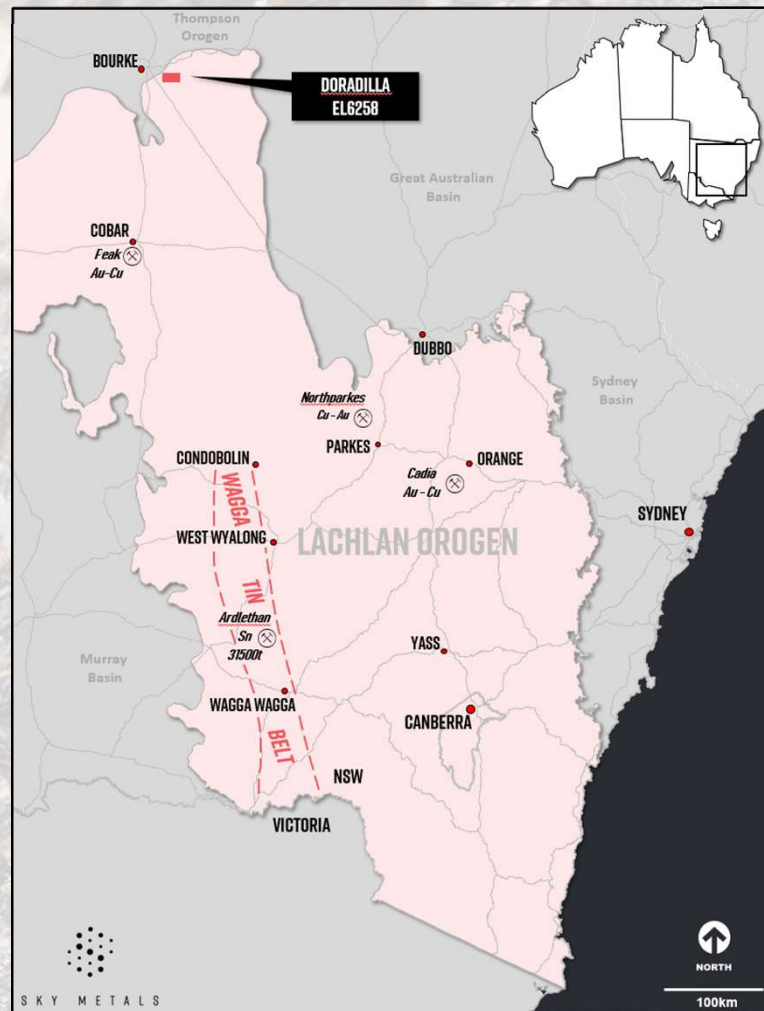 Thompson
Orogen
BOURKE
DORADILLA
EL6258
Great Australian
Basin
COBAR
Peak
Au-Cu
DUBBO
Sydney
Basin
Northparkes
Cu - Au
PARKES
CONDOBOLIN
ORANGE
Cadia
Au - Cu
WAGGA
SYDNEY
WEST WYALONG
LACHLAN OROGEN
TIN
Ardlethan
Sn
31500t
YASS
Murray
Basin
WAGGA WAGGA
CANBERRA
BELT
NSW
VICTORIA
NORTH
SKY METALS
100km